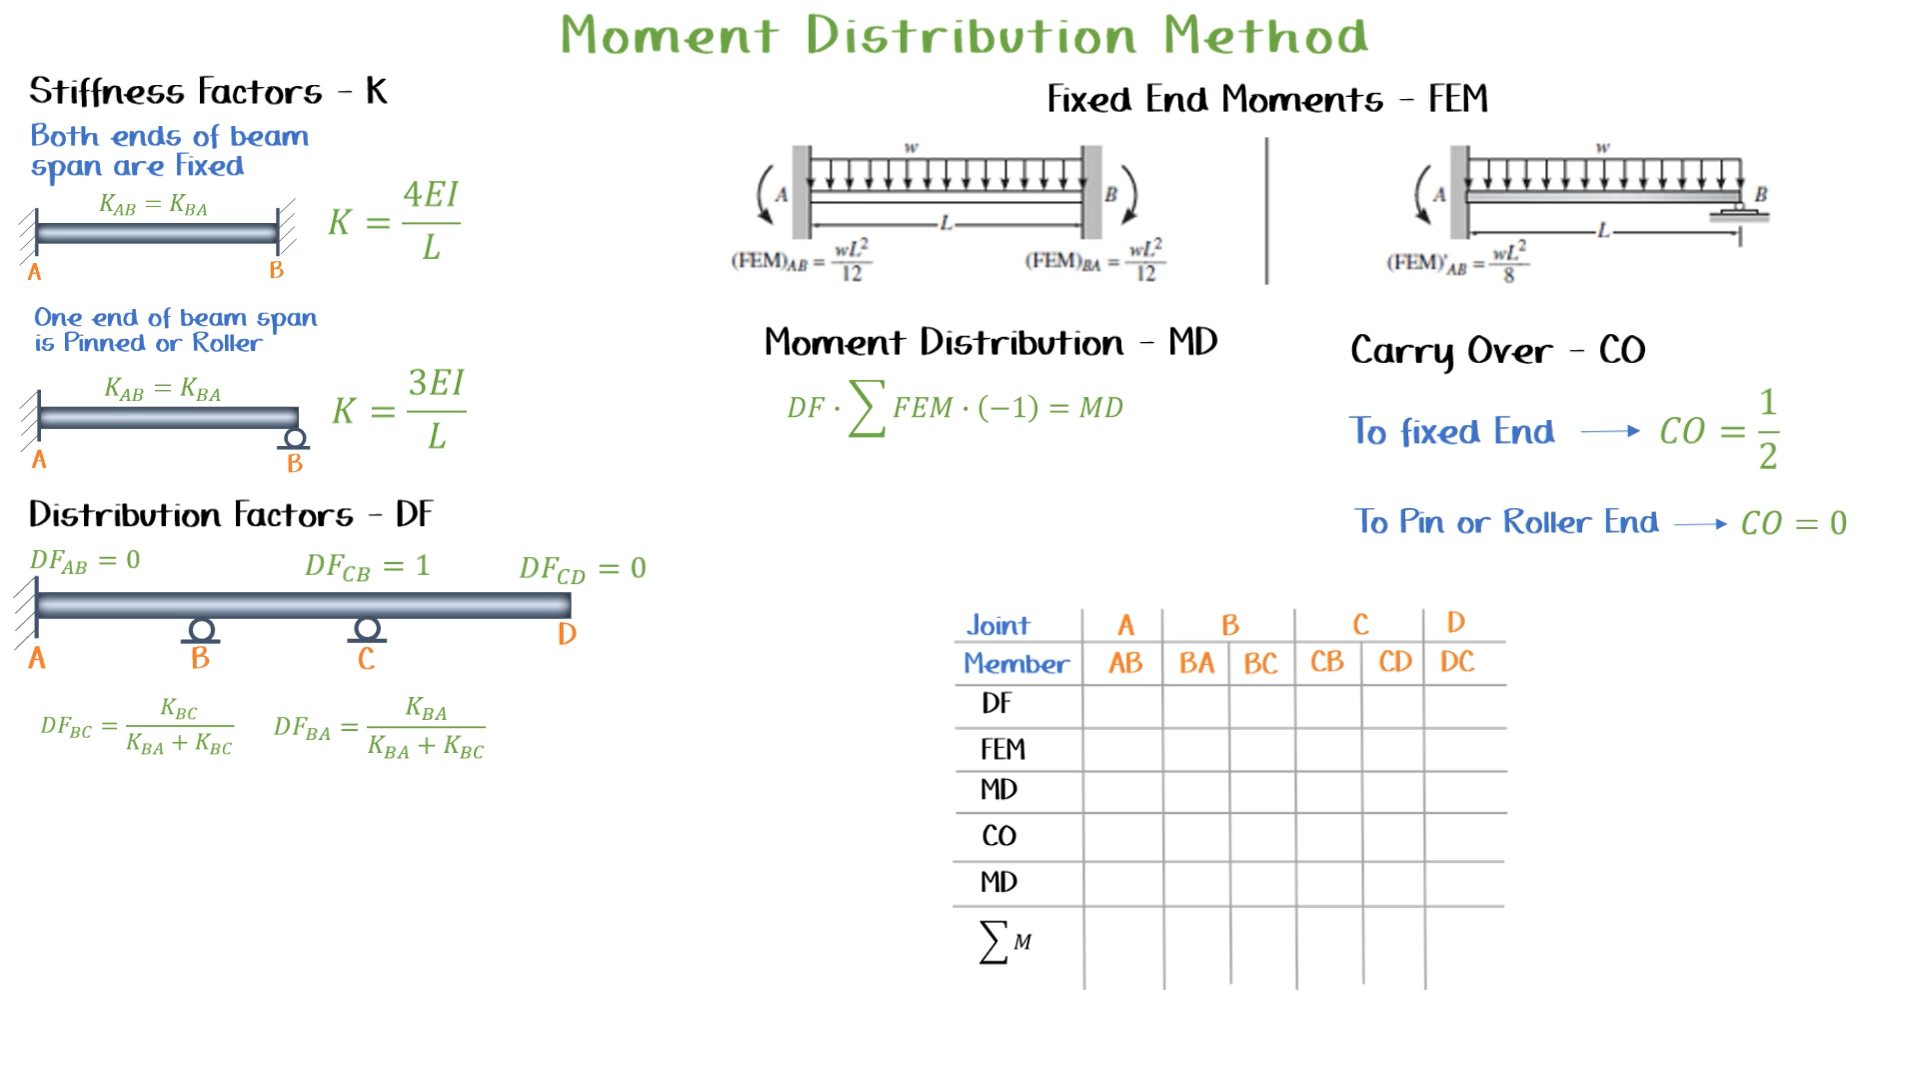 Moment Distribution Method
Stiffness Factors - K
Both ends of beam
span are Fixed
K_AB = K_BA
K = 4EI/L
A
B
One end of beam span
is Pinned or Roller
K_AB = K_BA
K = 3EI/L
A
B
Distribution Factors - DF
DF_AB = 0
DF_CB = 1
DF_CD = 0
A
B
C
D
DF_BC = K_BC/(K_BA + K_BC)
DF_BA = K_BA/(K_BA + K_BC)
Fixed End Moments - FEM
w
A
B
L
(FEM)_AB = wL²/12
(FEM)_BA = wL²/12
w
A
B
L
(FEM)'_AB = wL²/8
Moment Distribution - MD
DF · ∑ FEM · (−1) = MD
Carry Over - CO
To fixed End → CO = 1/2
To Pin or Roller End → CO = 0
Joint A B C D
Member AB BA BC CB CD DC
DF
FEM
MD
CO
MD
∑ M